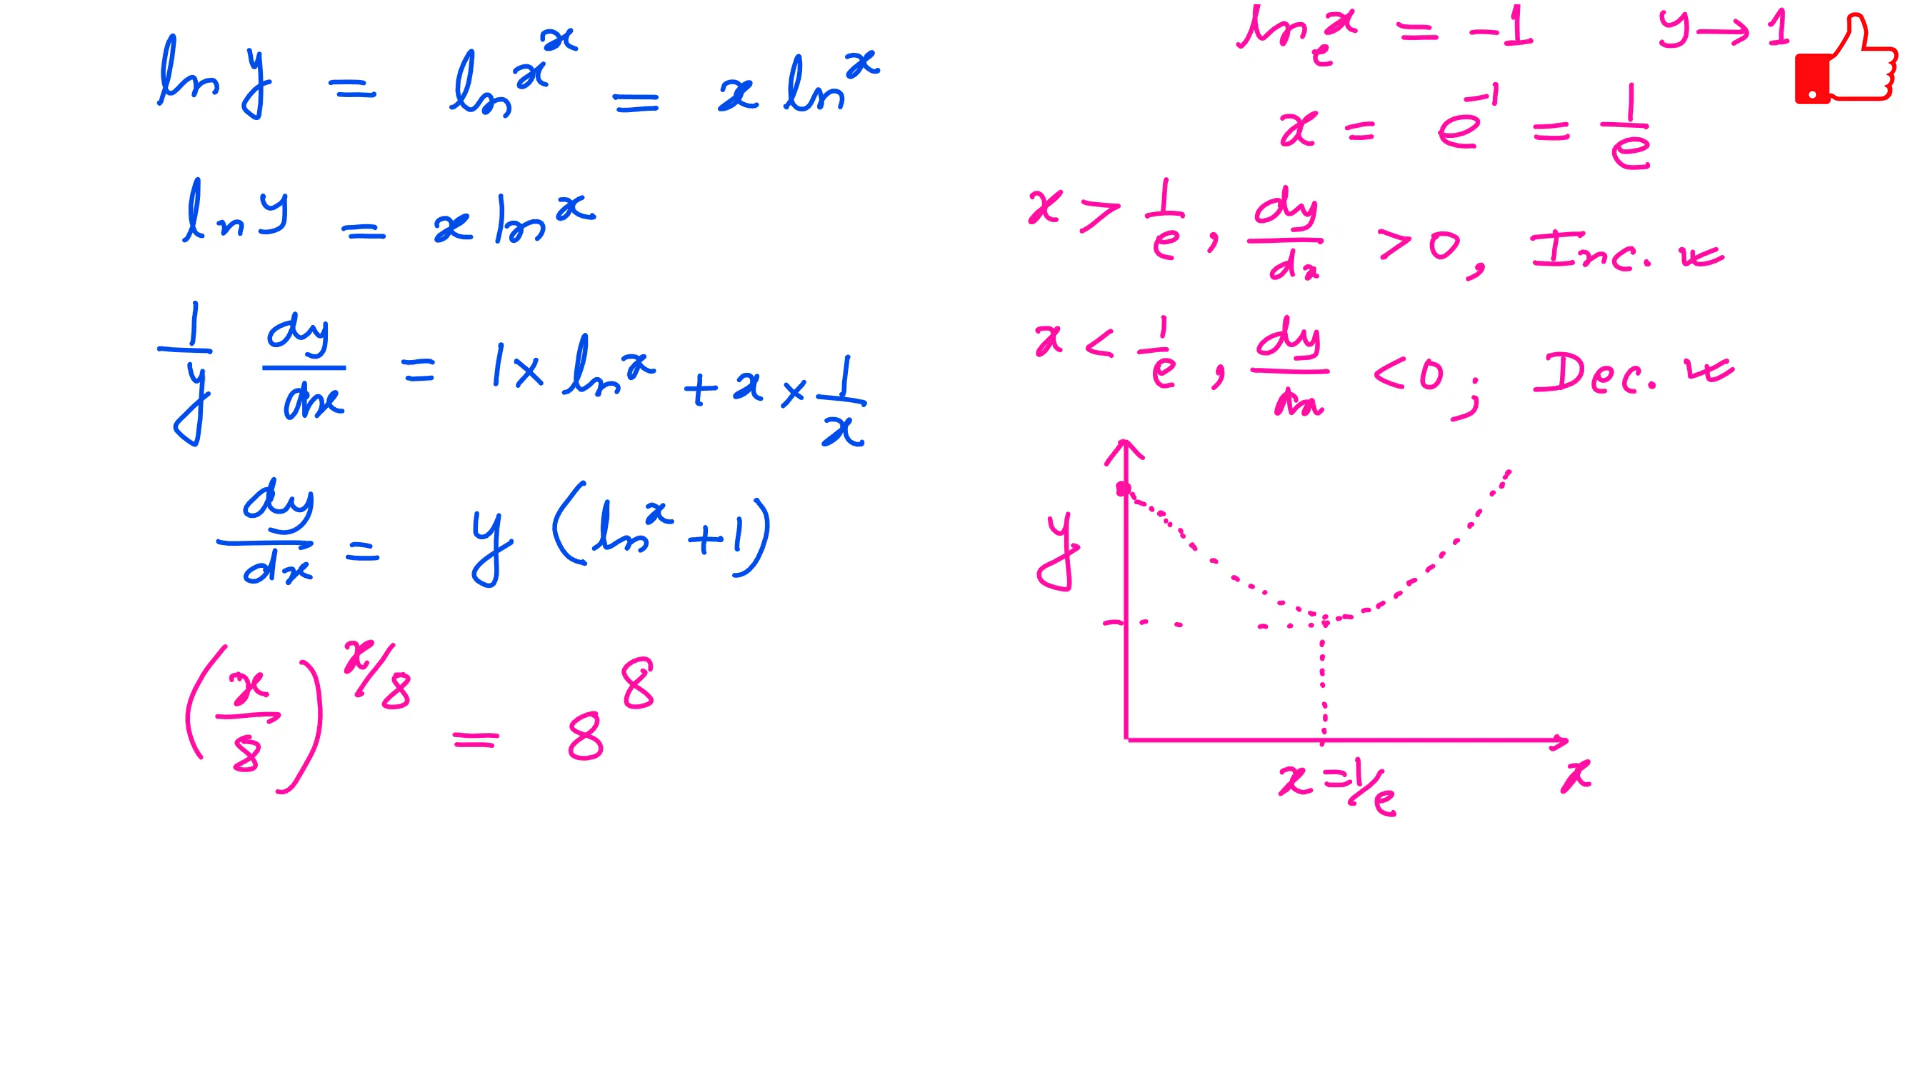 ln y = ln x^x = x ln x
ln y = x ln x
1/y dy/dx = 1 × ln x + x × 1/x
dy/dx = y (ln x + 1)
(x/8)^x/8 = 8^8
ln_e x = -1 y → 1
x = e^-1 = 1/e
x > 1/e, dy/dx > 0, Inc.
x < 1/e, dy/dx < 0; Dec.
y
x = 1/e
x